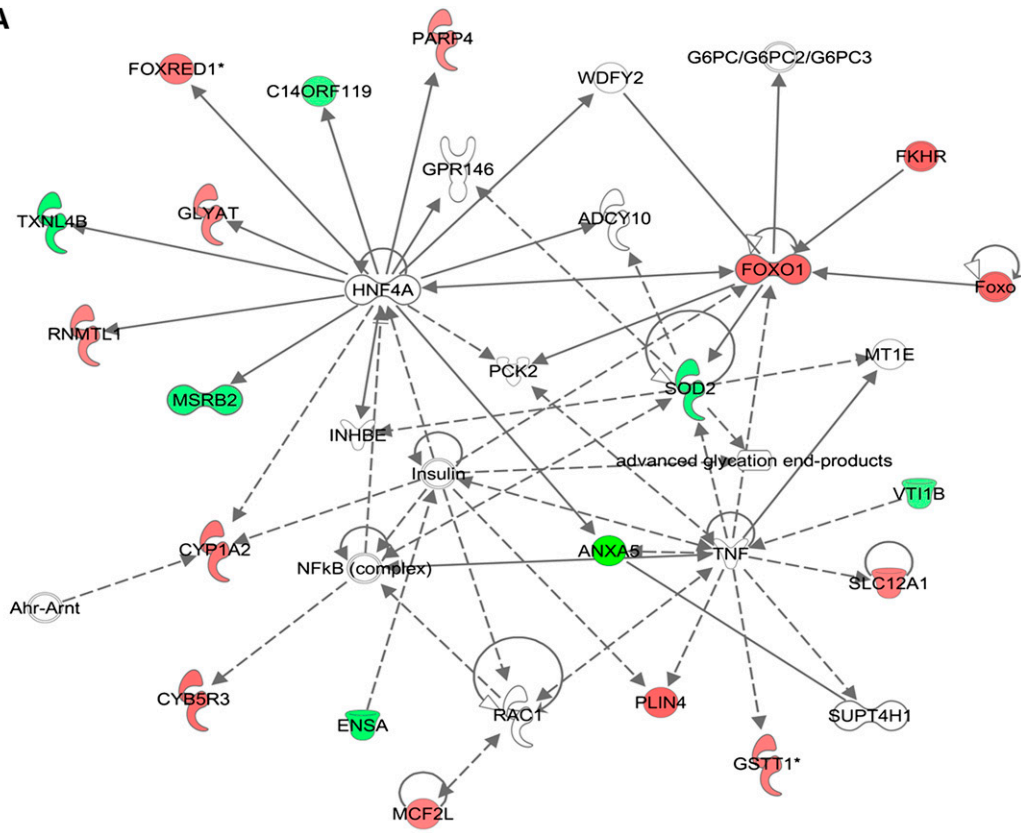 A
PARP4
FOXRED1*
C14ORF119
WDFY2
G6PC/G6PC2/G6PC3
FKHR
GPR146
TXNL4B
GLYAT
ADCY10
HNF4A
FOXO1
Foxo
RNMTL1
MT1E
PCK2
SOD2
MSRB2
INHBE
Insulin
advanced glycation end-products
VTI1B
CYP1A2
ANXA5
TNF
NFkB (complex)
SLC12A1
Ahr-Arnt
CYB5R3
ENSA
RAC1
PLIN4
SUPT4H1
GSTT1*
MCF2L